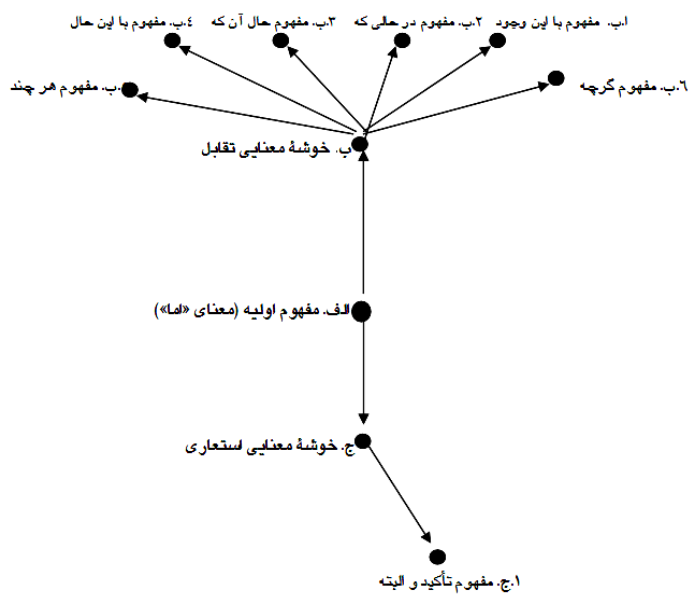 ۱.ب. مفهوم با این وجود
۲.ب. مفهوم در حالی که
۳.ب. مفهوم حال آن که
۴.ب. مفهوم با این حال
۶.ب. مفهوم گرچه
.ب. مفهوم هر چند
ب. خوشهٔ معنایی تقابل
الف. مفهوم اولیه (معنای «اما»)
ج. خوشهٔ معنایی استعاری
۱.ج. مفهوم تأکید و البته